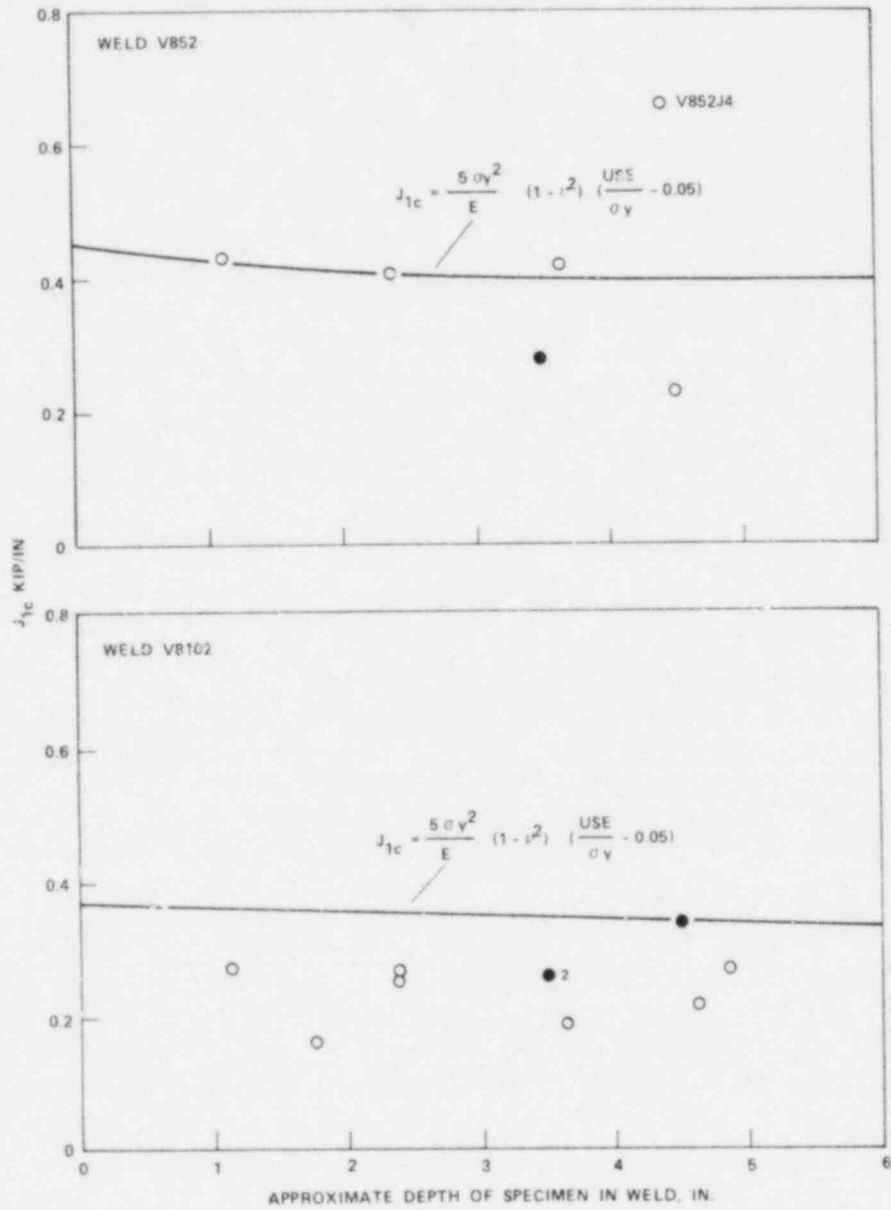 0.8
WELD V852
V852J4
0.6
J1c = 5 σy² / E (1 - ν²) (USE / σy - 0.05)
0.4
0.2
0
J1c KIP/IN
0.8
WELD V8102
0.6
J1c = 5 σy² / E (1 - ν²) (USE / σy - 0.05)
0.4
2
0.2
0
0 1 2 3 4 5 6
APPROXIMATE DEPTH OF SPECIMEN IN WELD, IN.